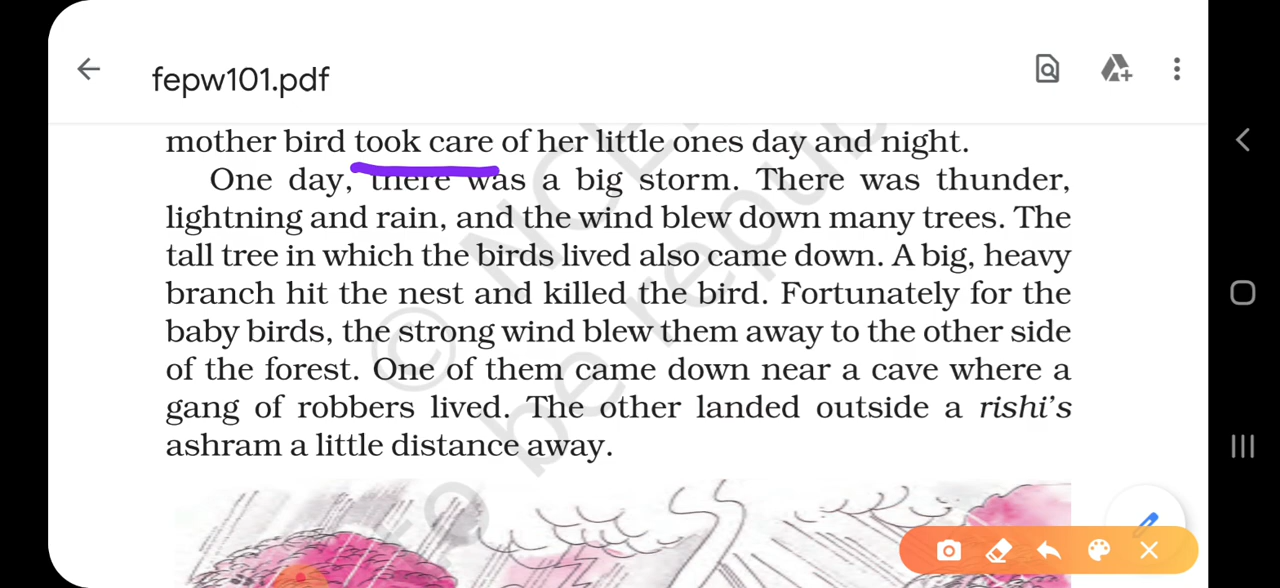 fepw101.pdf
mother bird took care of her little ones day and night.
One day, there was a big storm. There was thunder,
lightning and rain, and the wind blew down many trees. The
tall tree in which the birds lived also came down. A big, heavy
branch hit the nest and killed the bird. Fortunately for the
baby birds, the strong wind blew them away to the other side
of the forest. One of them came down near a cave where a
gang of robbers lived. The other landed outside a rishi's
ashram a little distance away.